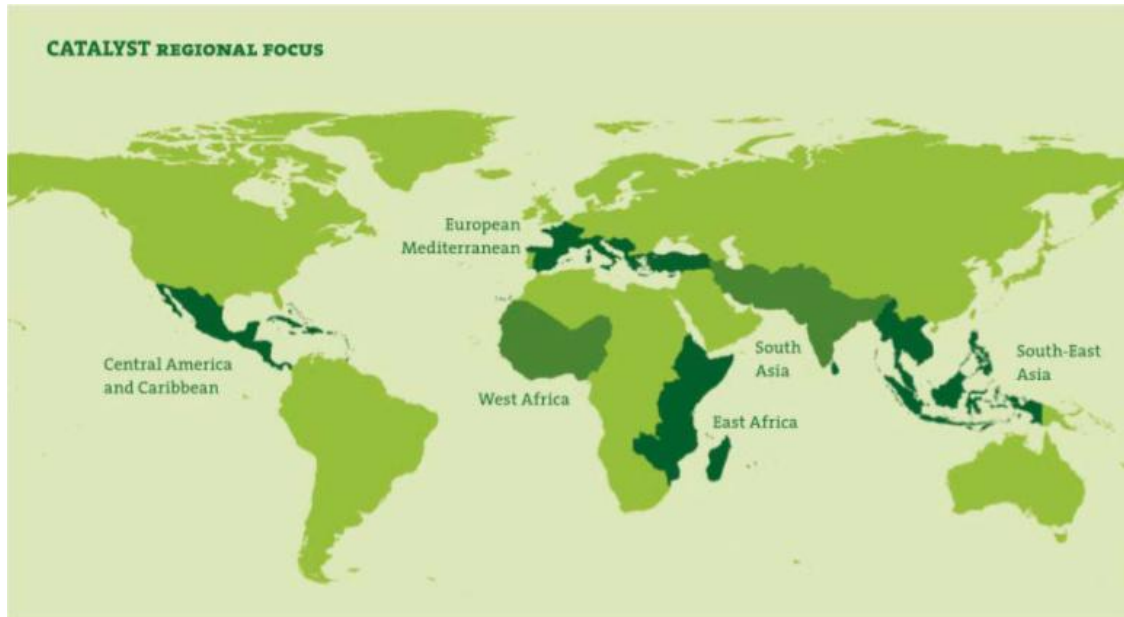 CATALYST REGIONAL FOCUS
European
Mediterranean
Central America
and Caribbean
West Africa
South
Asia
East Africa
South-East
Asia